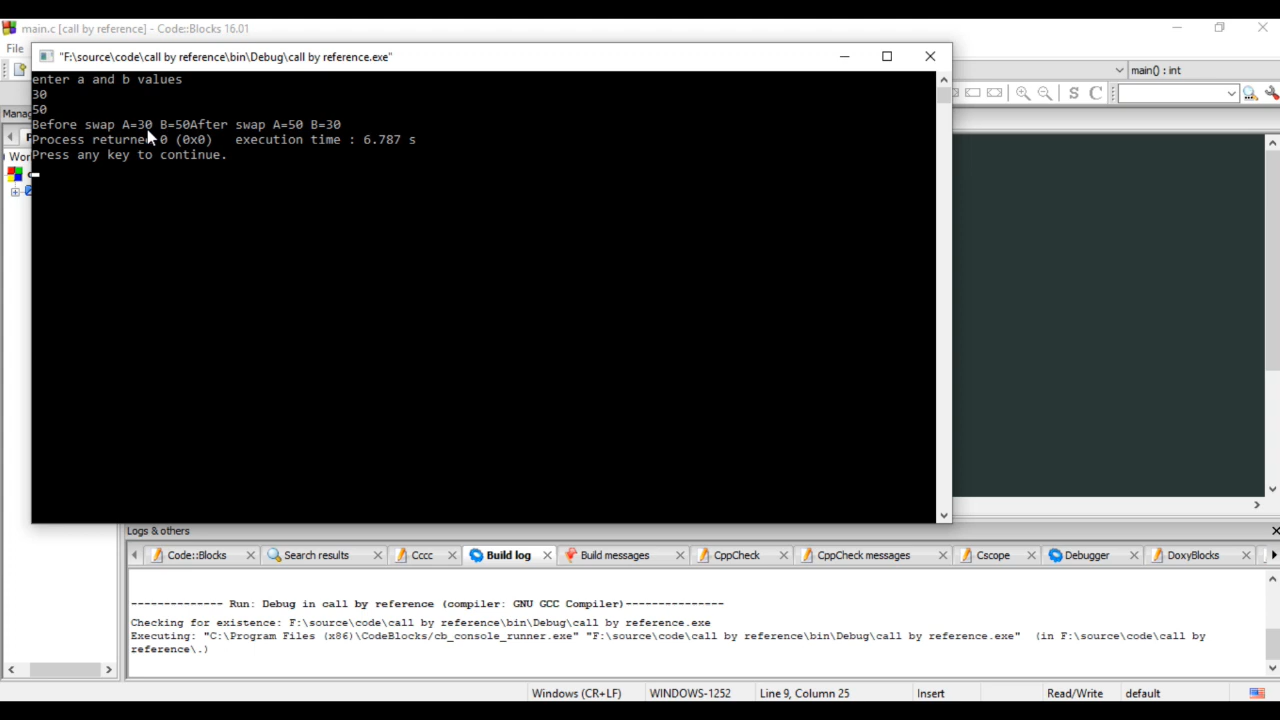 main.c [call by reference] - Code::Blocks 16.01
File
"F:\source\code\call by reference\bin\Debug\call by reference.exe"
main() : int
S C
enter a and b values
30
50
Before swap A=30 B=50After swap A=50 B=30
Process returned 0 (0x0)   execution time : 6.787 s
Press any key to continue.
Manag
Wor
Logs & others
Code::Blocks
Search results
Cccc
Build log
Build messages
CppCheck
CppCheck messages
Cscope
Debugger
DoxyBlocks
-------------- Run: Debug in call by reference (compiler: GNU GCC Compiler)---------------
Checking for existence: F:\source\code\call by reference\bin\Debug\call by reference.exe
Executing: "C:\Program Files (x86)\CodeBlocks/cb_console_runner.exe" "F:\source\code\call by reference\bin\Debug\call by reference.exe"  (in F:\source\code\call by
reference\.)
Windows (CR+LF)
WINDOWS-1252
Line 9, Column 25
Insert
Read/Write
default